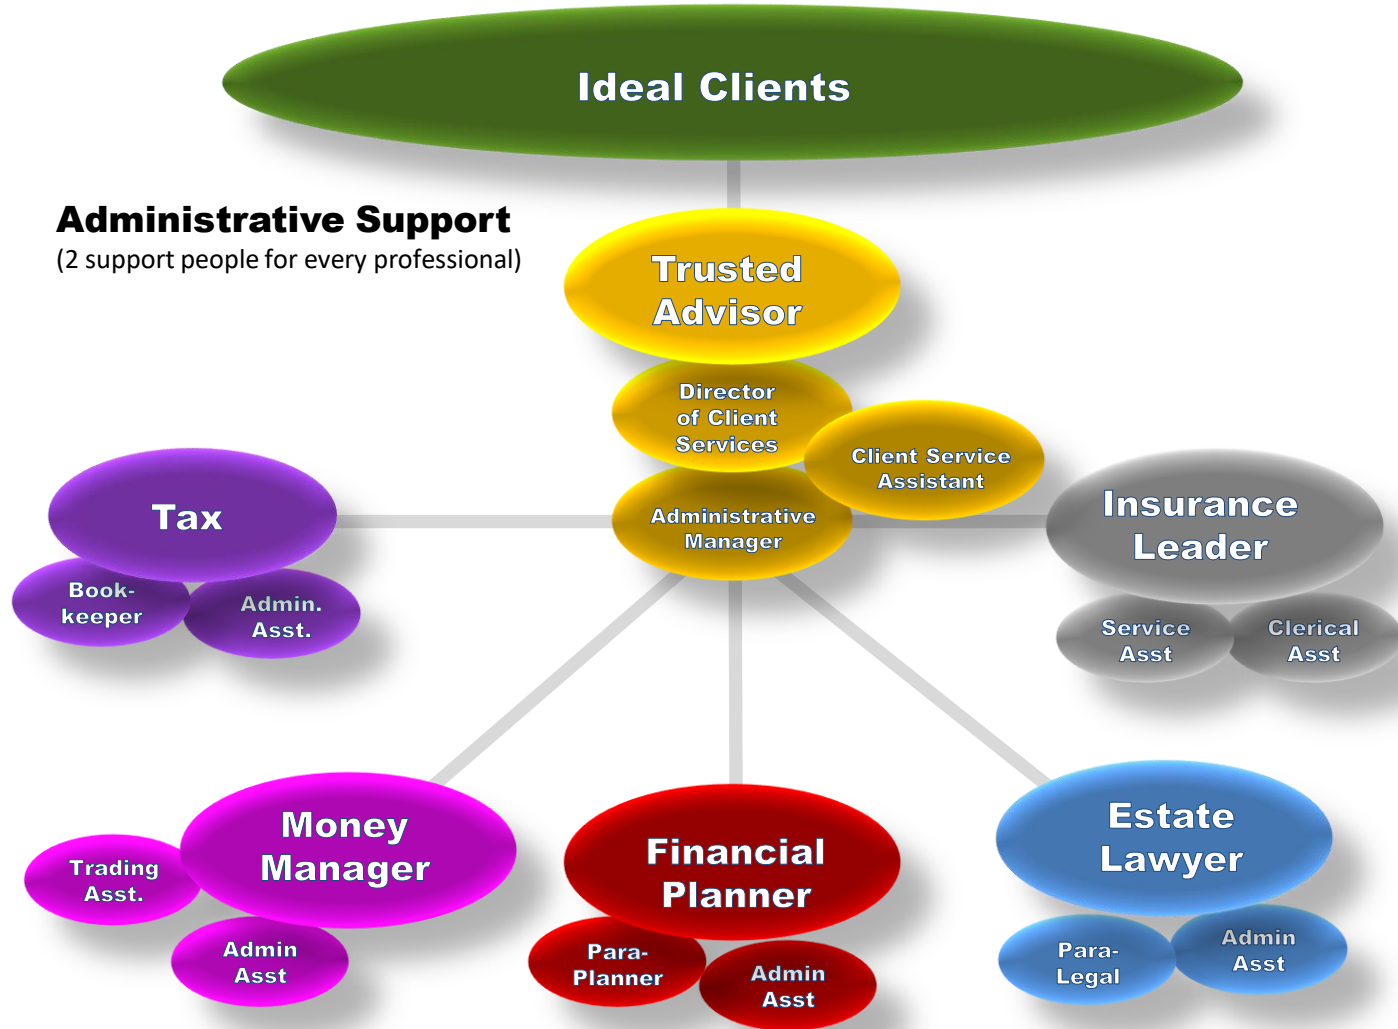 Ideal Clients
Administrative Support
(2 support people for every professional)
Trusted
Advisor
Director
of Client
Services
Client Service
Assistant
Administrative
Manager
Tax
Book-
keeper
Admin.
Asst.
Insurance
Leader
Service
Asst
Clerical
Asst
Money
Manager
Trading
Asst.
Admin
Asst
Financial
Planner
Para-
Planner
Admin
Asst
Estate
Lawyer
Para-
Legal
Admin
Asst